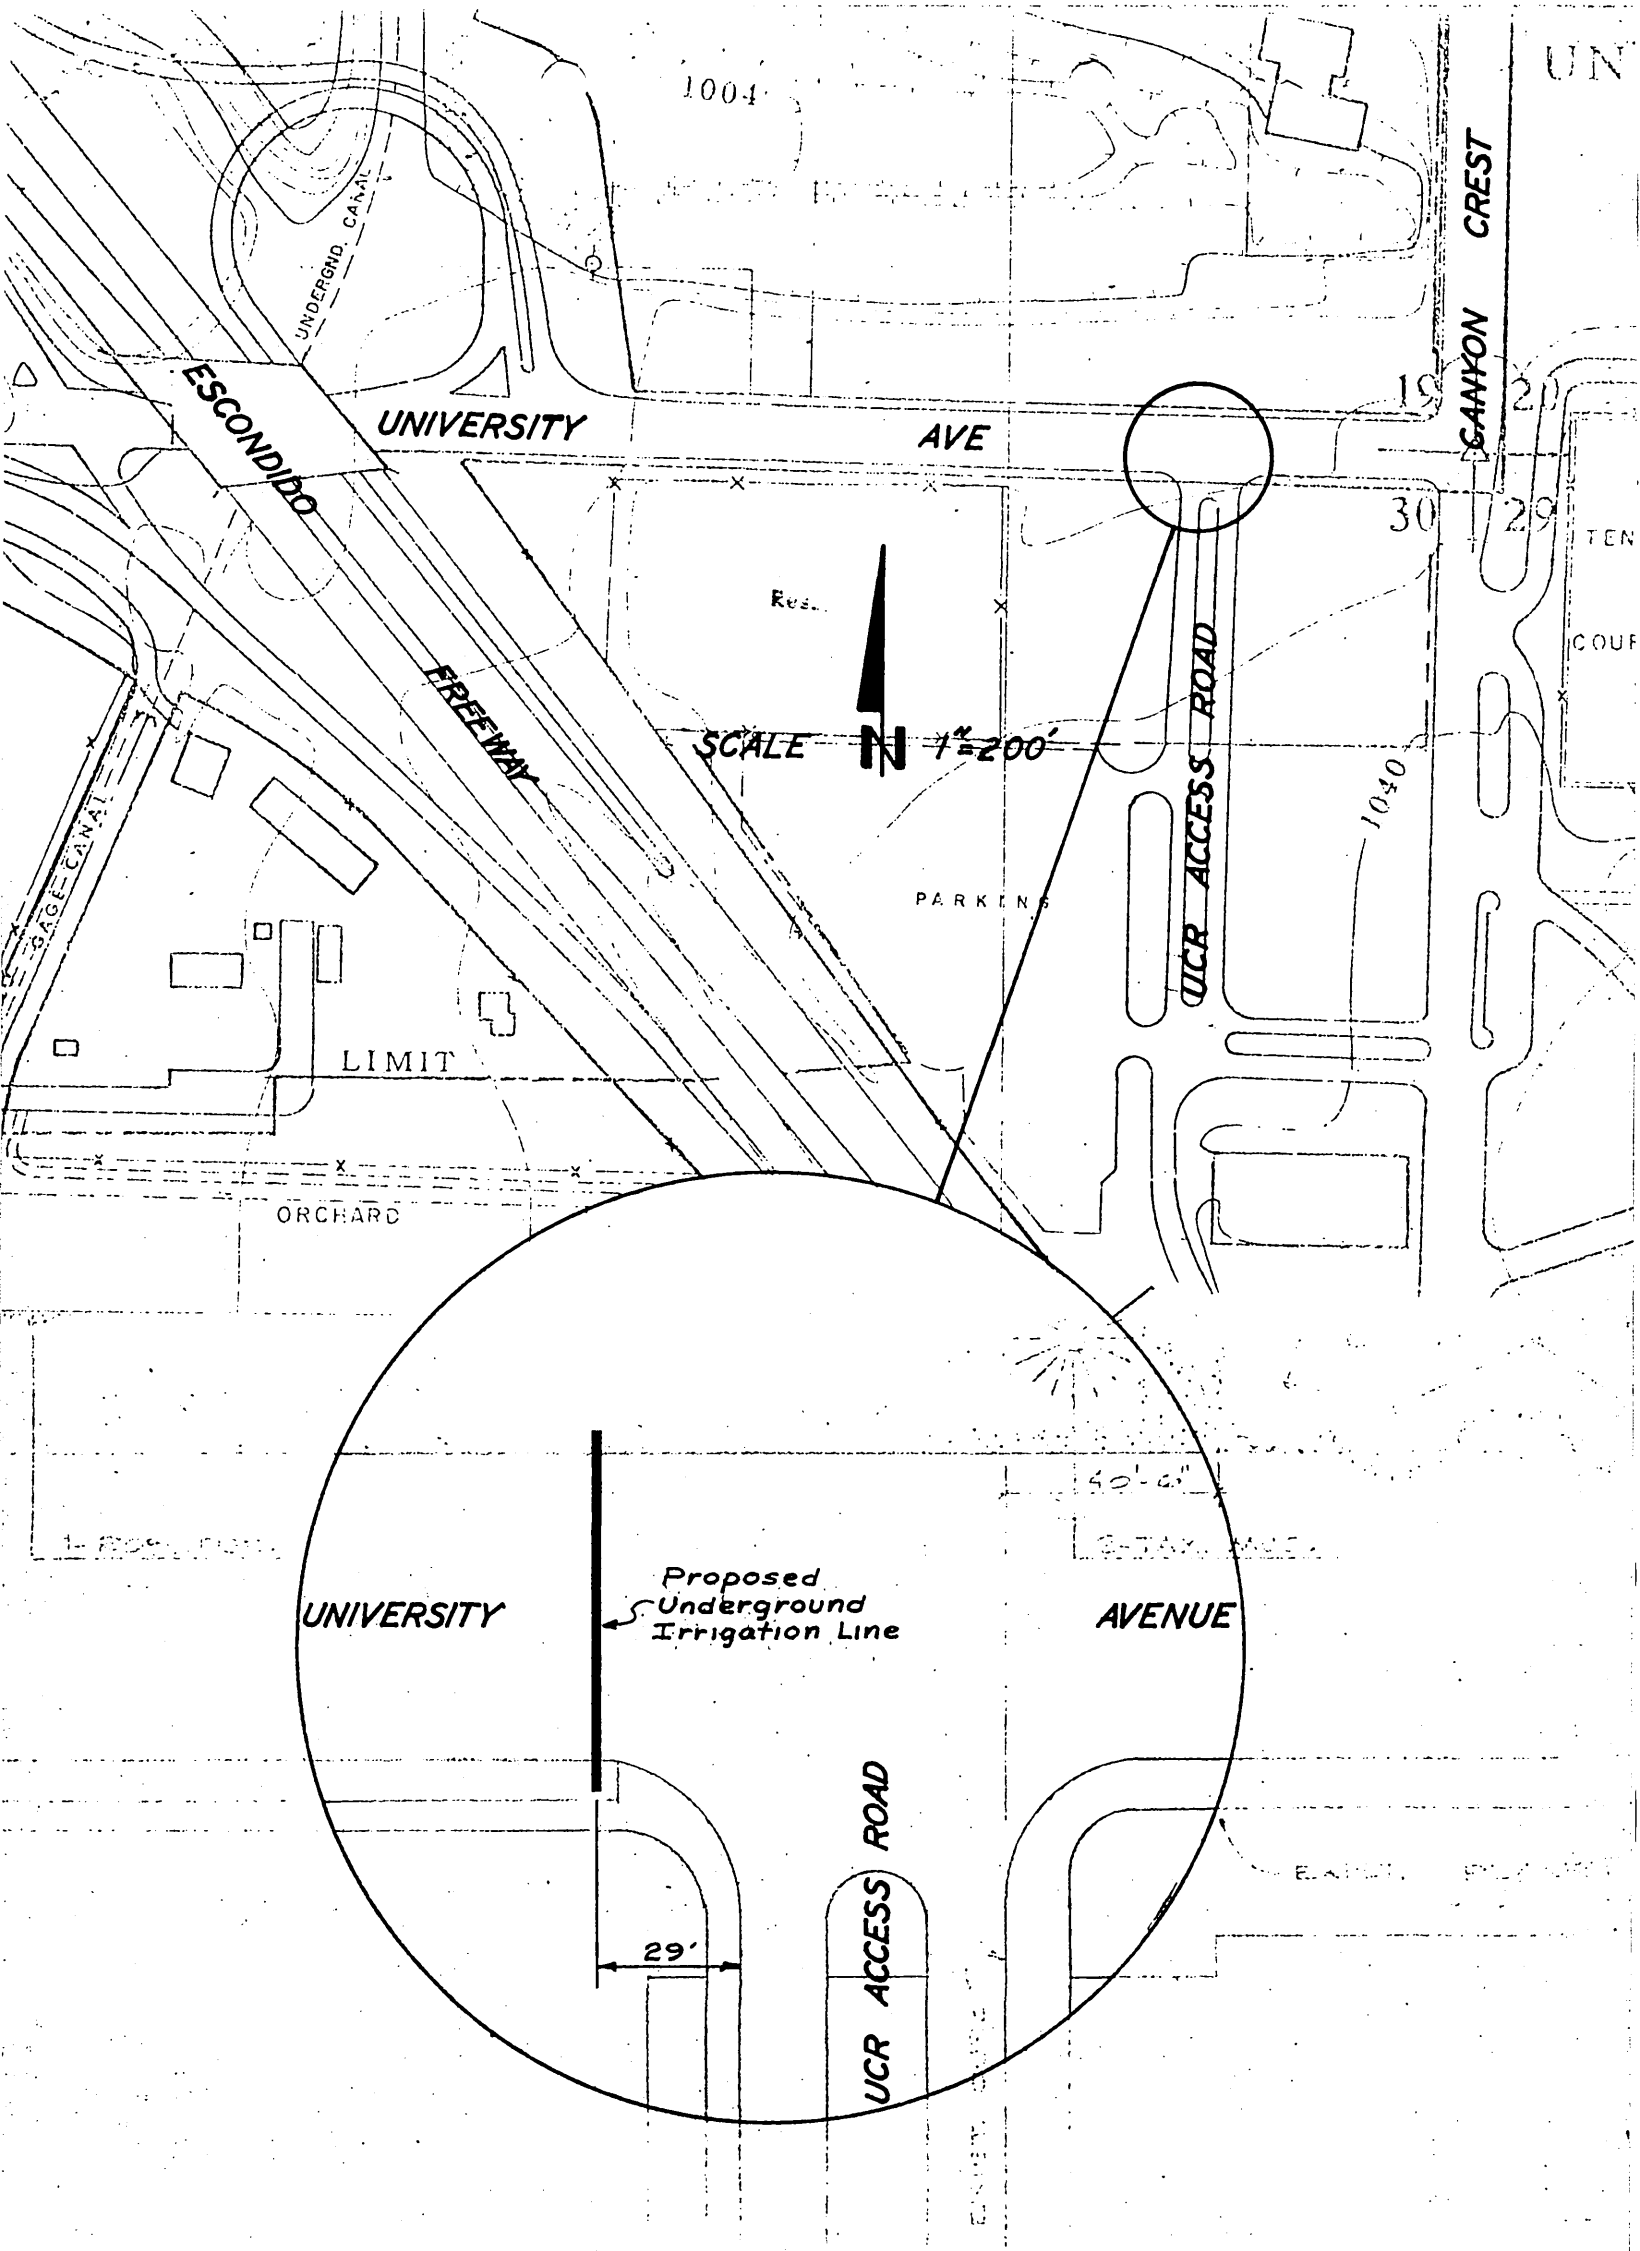 1004
UN
CANYON CREST
UNDERGND. CANAL
19
20
UNIVERSITY AVE
ESCONDIDO
30
29
TEN
Res.
COUR
FREEWAY
SCALE N 1"=200'
UCR ACCESS ROAD
1040
GAGE CANAL
PARKING
LIMIT
ORCHARD
40'-
Proposed
Underground
Irrigation Line
UNIVERSITY
AVENUE
UCR ACCESS ROAD
29'